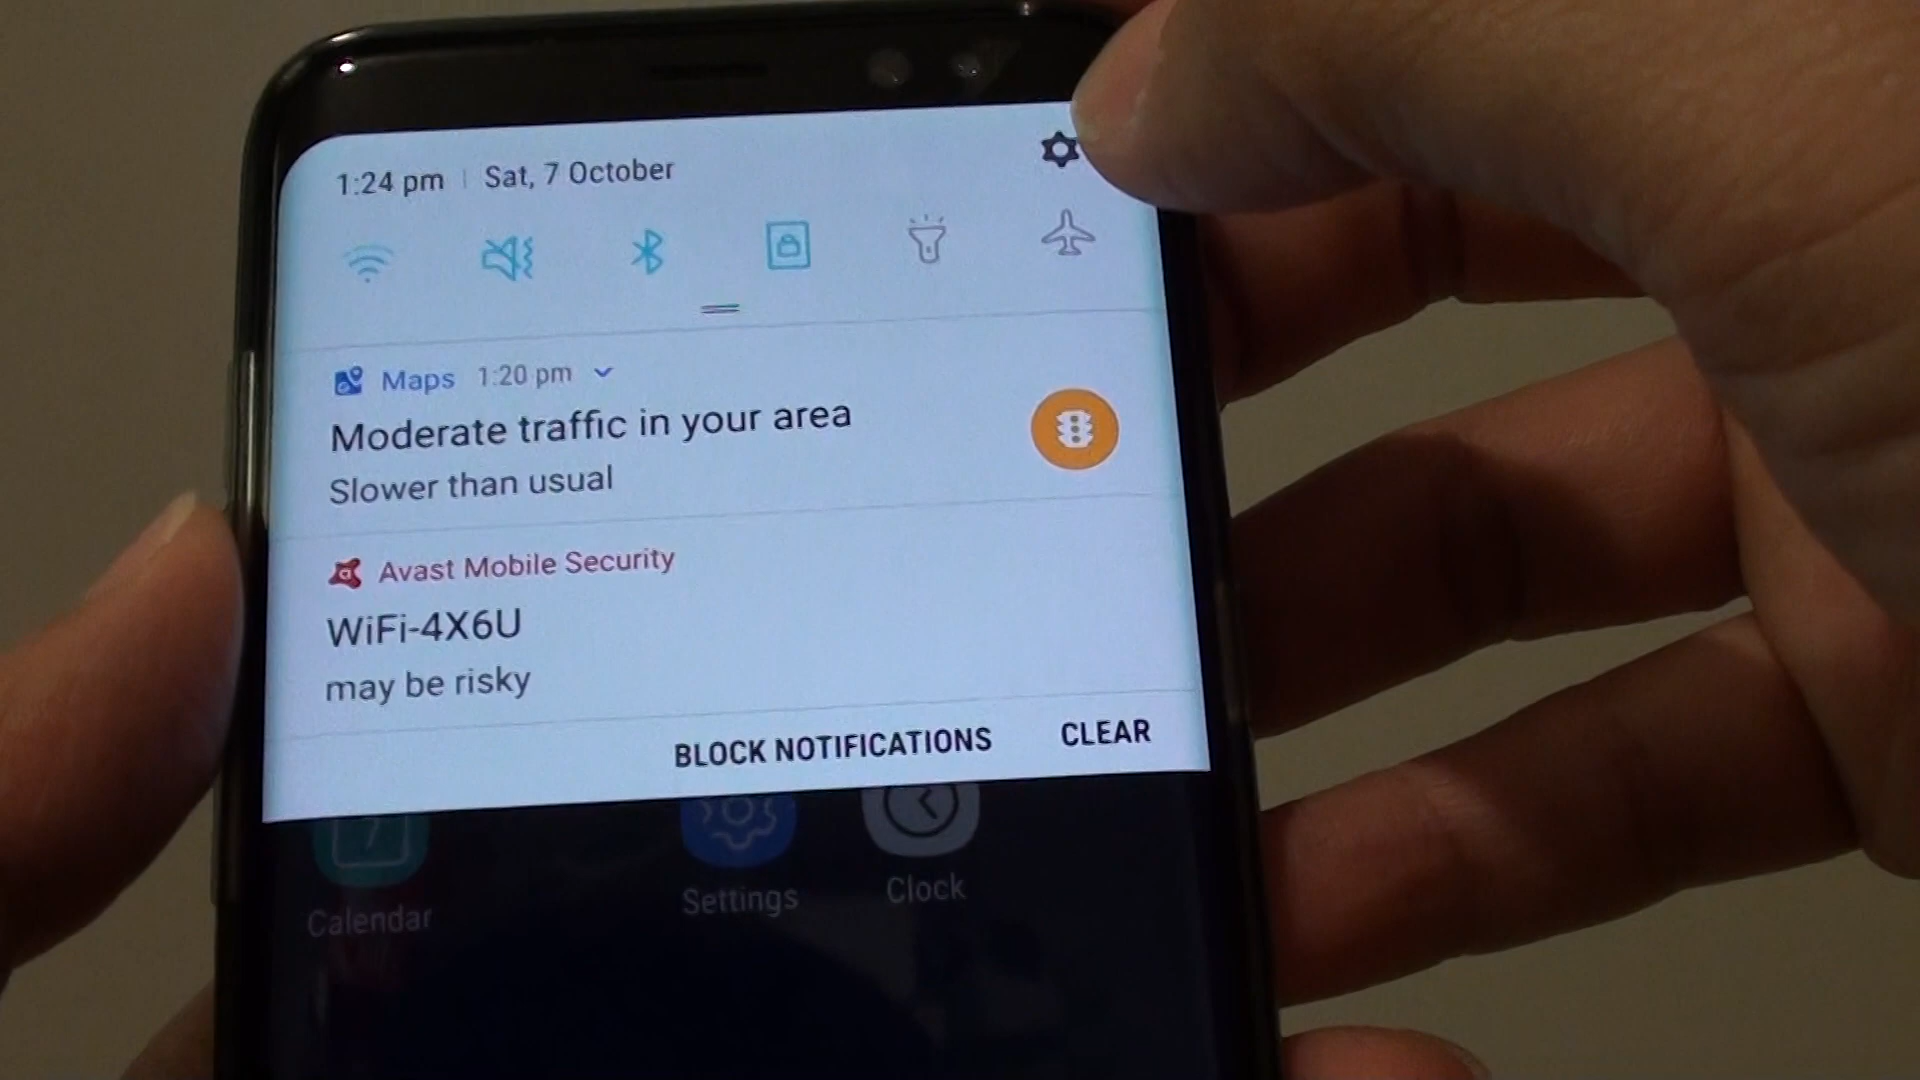 1:24 pm | Sat, 7 October
Maps 1:20 pm
Moderate traffic in your area
Slower than usual
Avast Mobile Security
WiFi-4X6U
may be risky
BLOCK NOTIFICATIONS CLEAR
7
Calendar Settings Clock